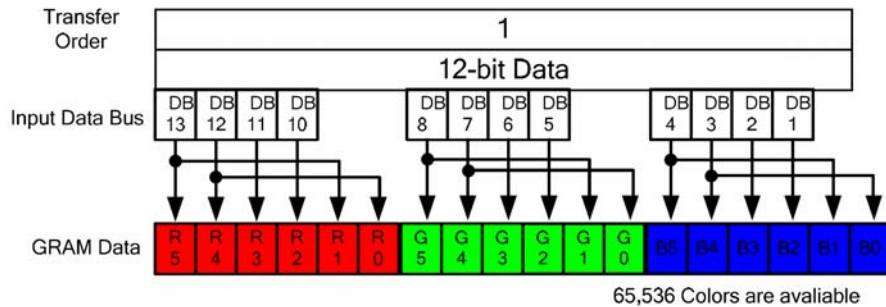 Transfer Order
1
12-bit Data
Input Data Bus
DB 13 DB 12 DB 11 DB 10 DB 8 DB 7 DB 6 DB 5 DB 4 DB 3 DB 2 DB 1
GRAM Data
R 5 R 4 R 3 R 2 R 1 R 0 G 5 G 4 G 3 G 2 G 1 G 0 B5 B4 B3 B2 B1 B0
65,536 Colors are avaliable